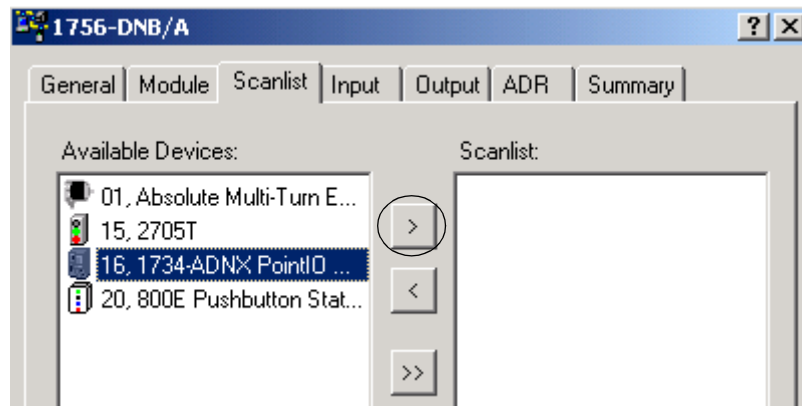 1756-DNB/A
General Module Scanlist Input Output ADR Summary
Available Devices: Scanlist:
01, Absolute Multi-Turn E...
15, 2705T
>
16, 1734-ADNX PointIO ...
20, 800E Pushbutton Stat...
<
>>